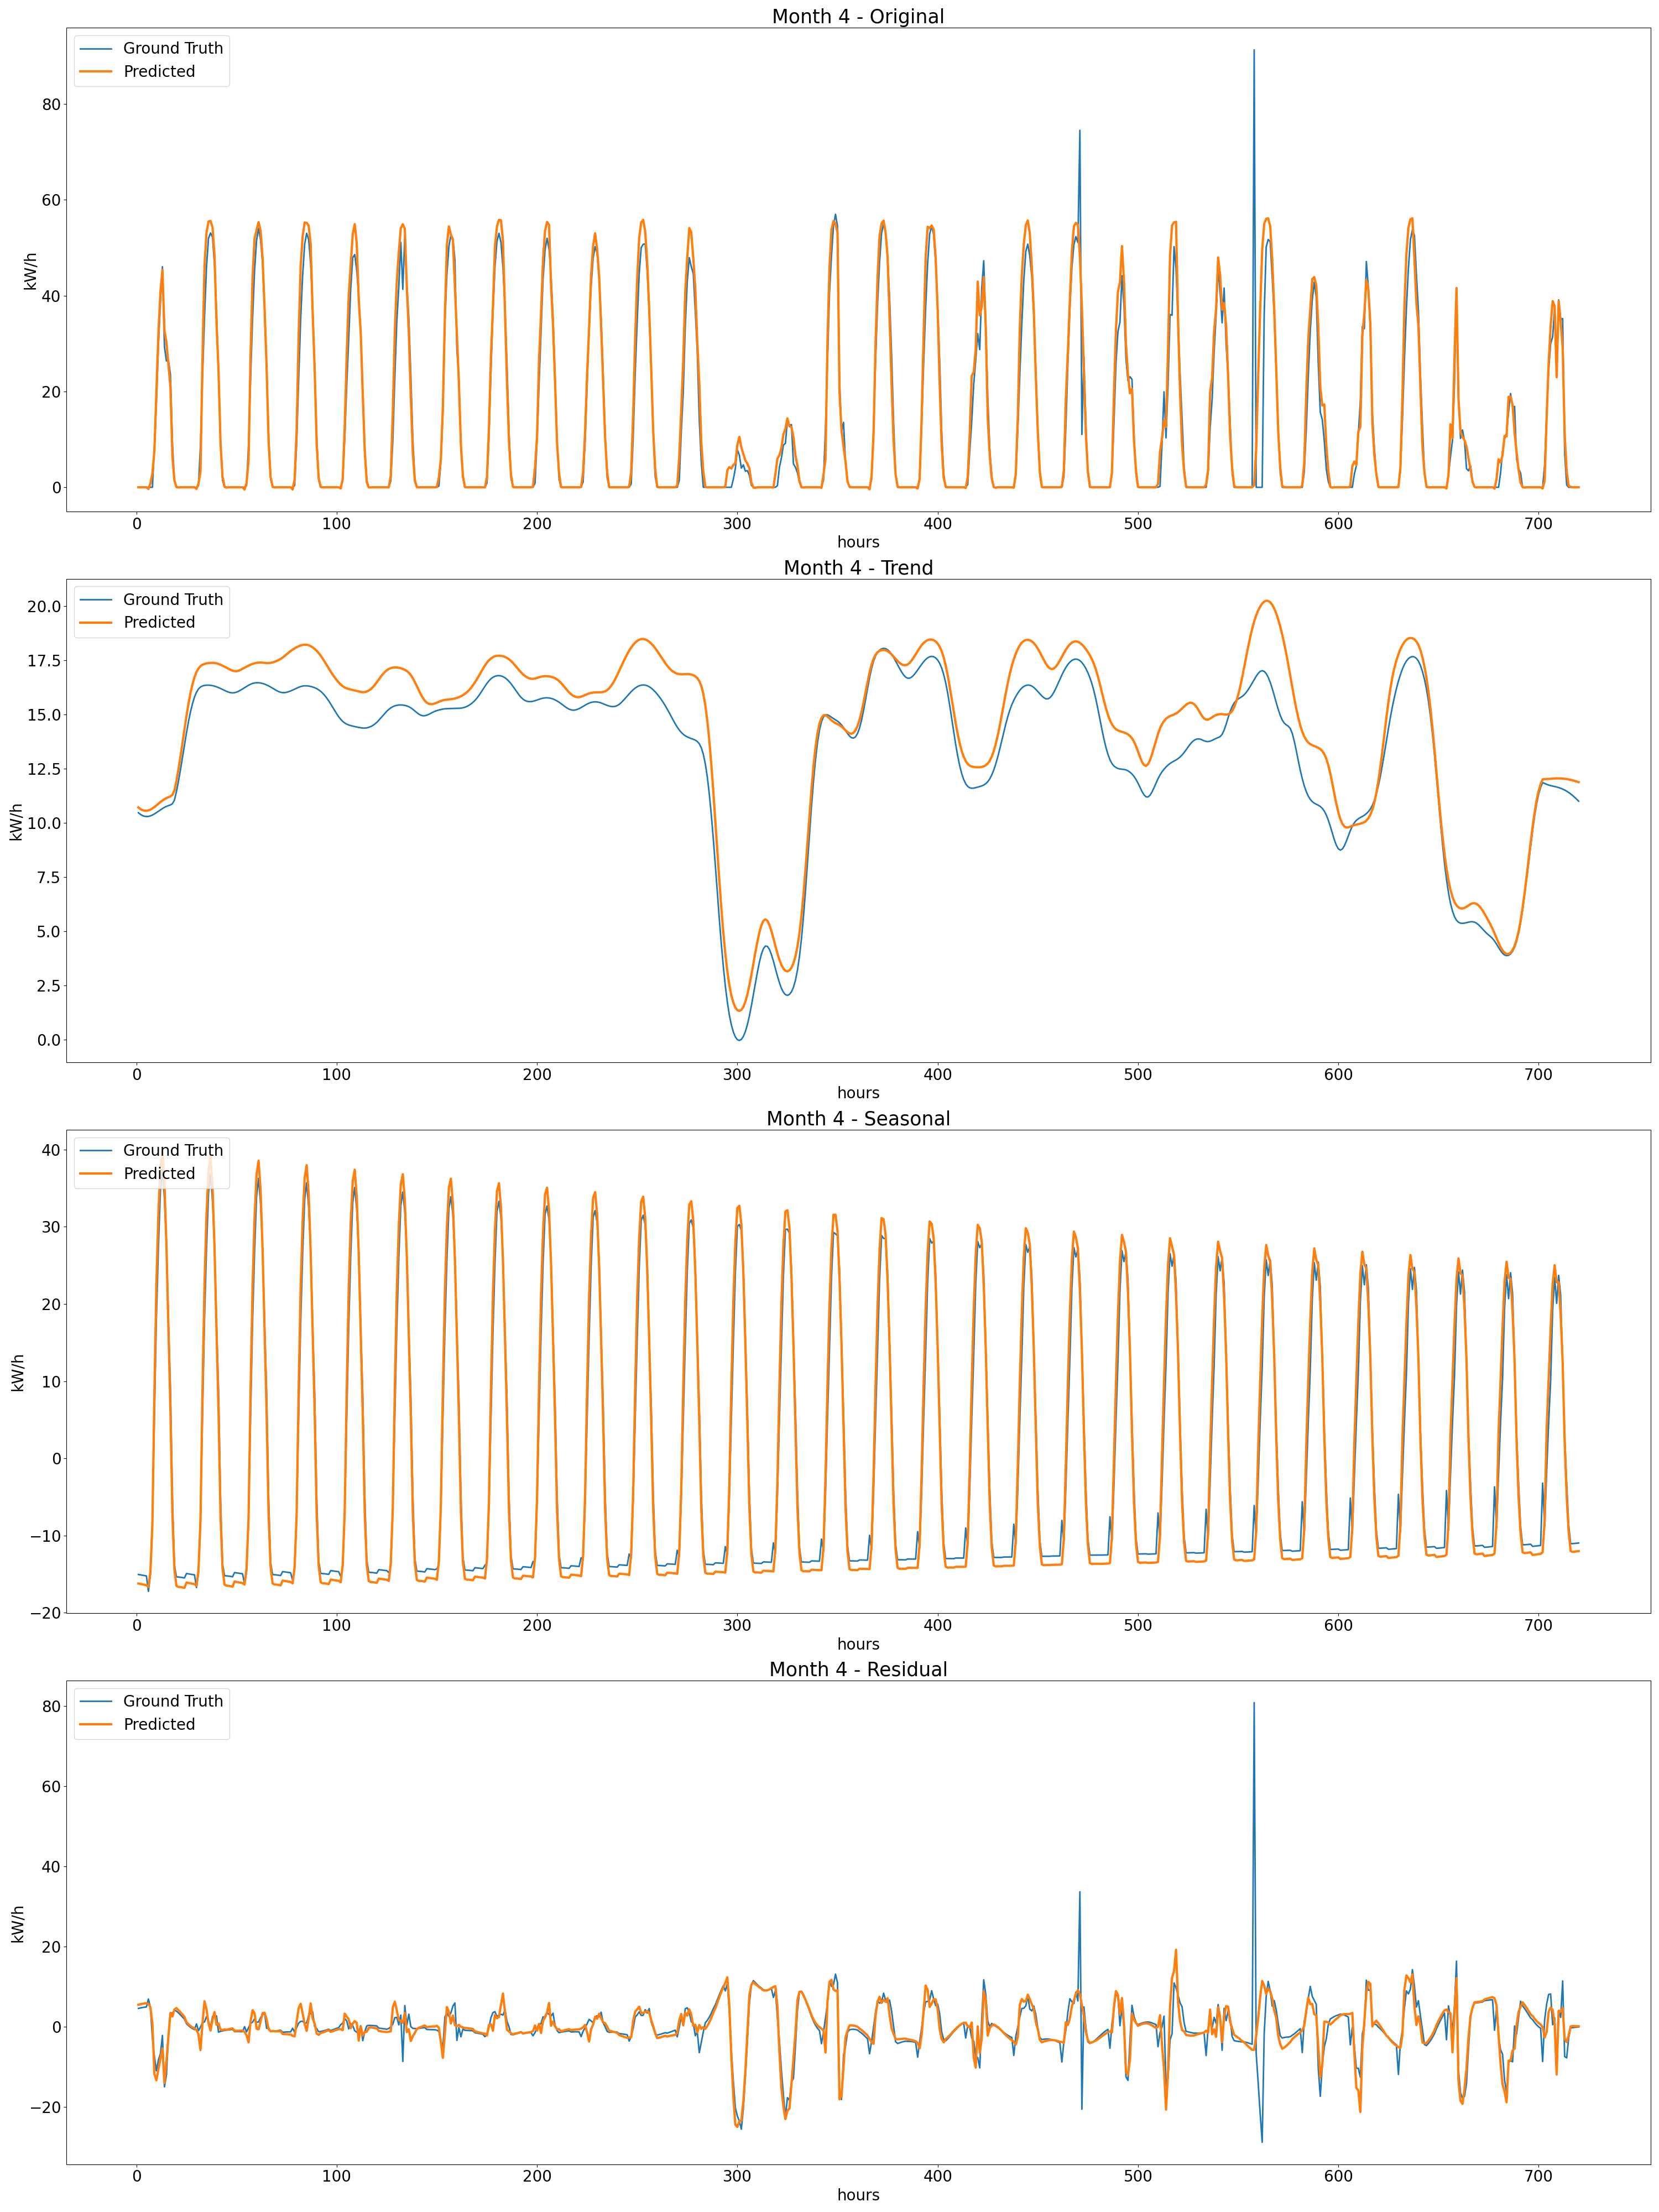 Month 4 - Original
Ground Truth
Predicted
80
60
40
20
0
kW/h
0 100 200 300 400 500 600 700
hours
Month 4 - Trend
Ground Truth
Predicted
20.0
17.5
15.0
12.5
10.0
7.5
5.0
2.5
0.0
kW/h
0 100 200 300 400 500 600 700
hours
Month 4 - Seasonal
Ground Truth
Predicted
40
30
20
10
0
−10
−20
kW/h
0 100 200 300 400 500 600 700
hours
Month 4 - Residual
Ground Truth
Predicted
80
60
40
20
0
−20
kW/h
0 100 200 300 400 500 600 700
hours